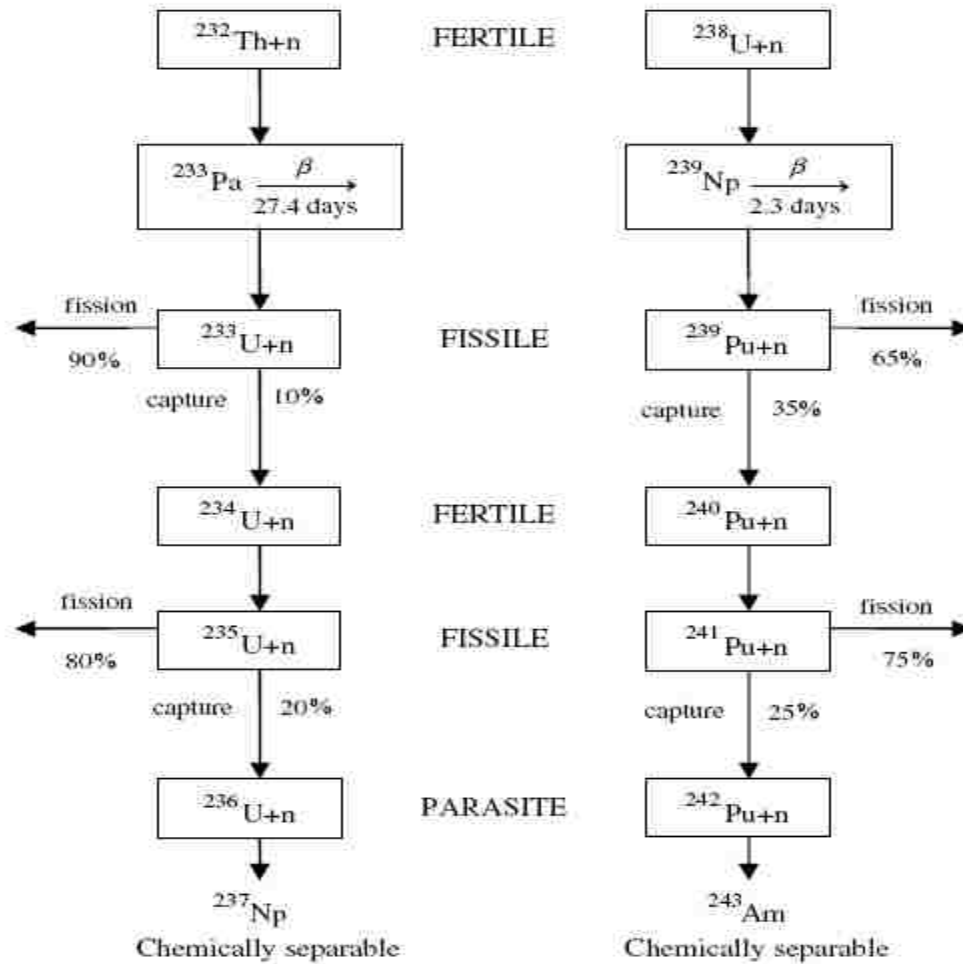 ²³²Th+n FERTILE ²³⁸U+n
²³³Pa β 27.4 days ²³⁹Np β 2.3 days
fission fission
²³³U+n FISSILE ²³⁹Pu+n
90% 65%
capture 10% capture 35%
²³⁴U+n FERTILE ²⁴⁰Pu+n
fission fission
²³⁵U+n FISSILE ²⁴¹Pu+n
80% 75%
capture 20% capture 25%
²³⁶U+n PARASITE ²⁴²Pu+n
²³⁷Np ²⁴³Am
Chemically separable Chemically separable